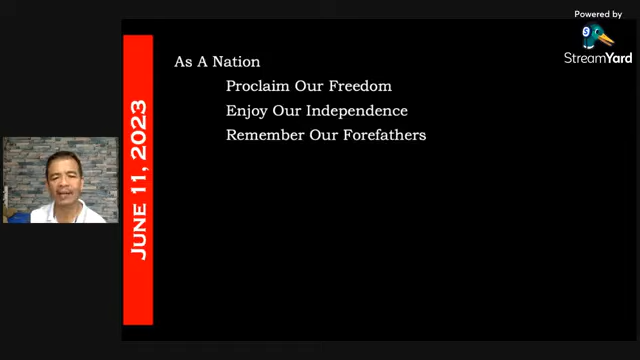 Powered by
StreamYard
As A Nation
Proclaim Our Freedom
Enjoy Our Independence
Remember Our Forefathers
June 11, 2023